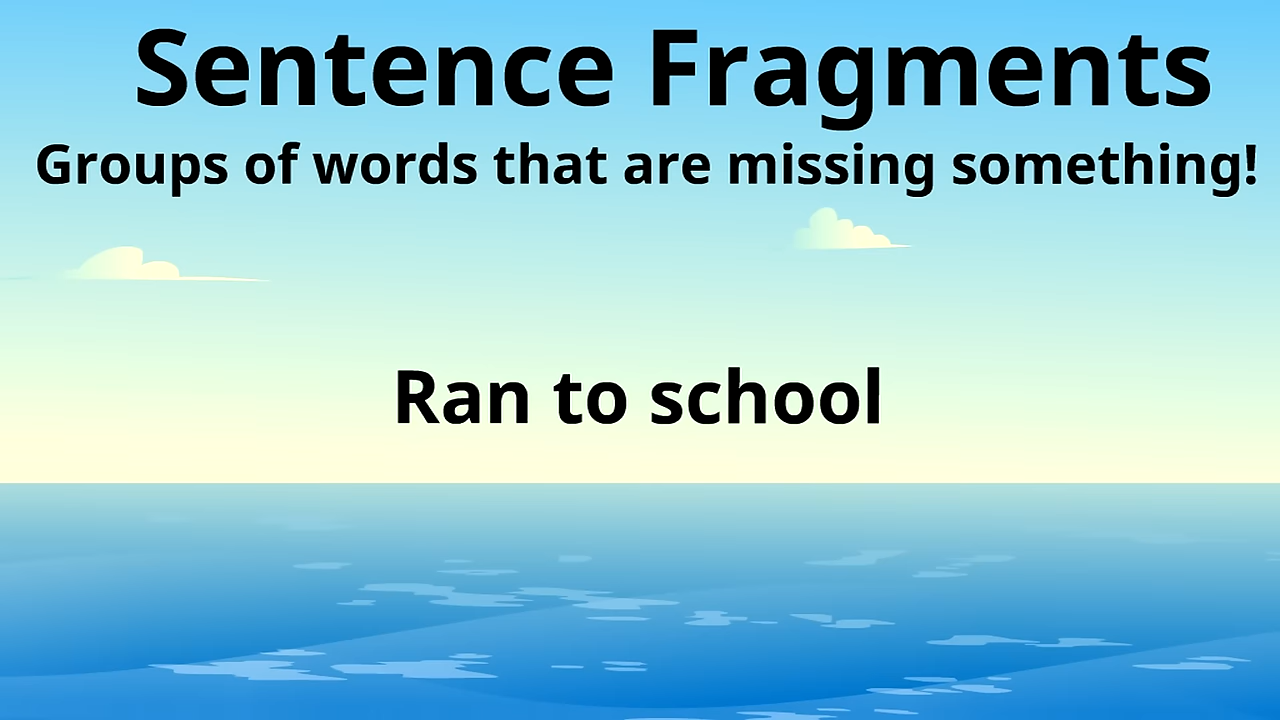 Sentence Fragments
Groups of words that are missing something!
Ran to school